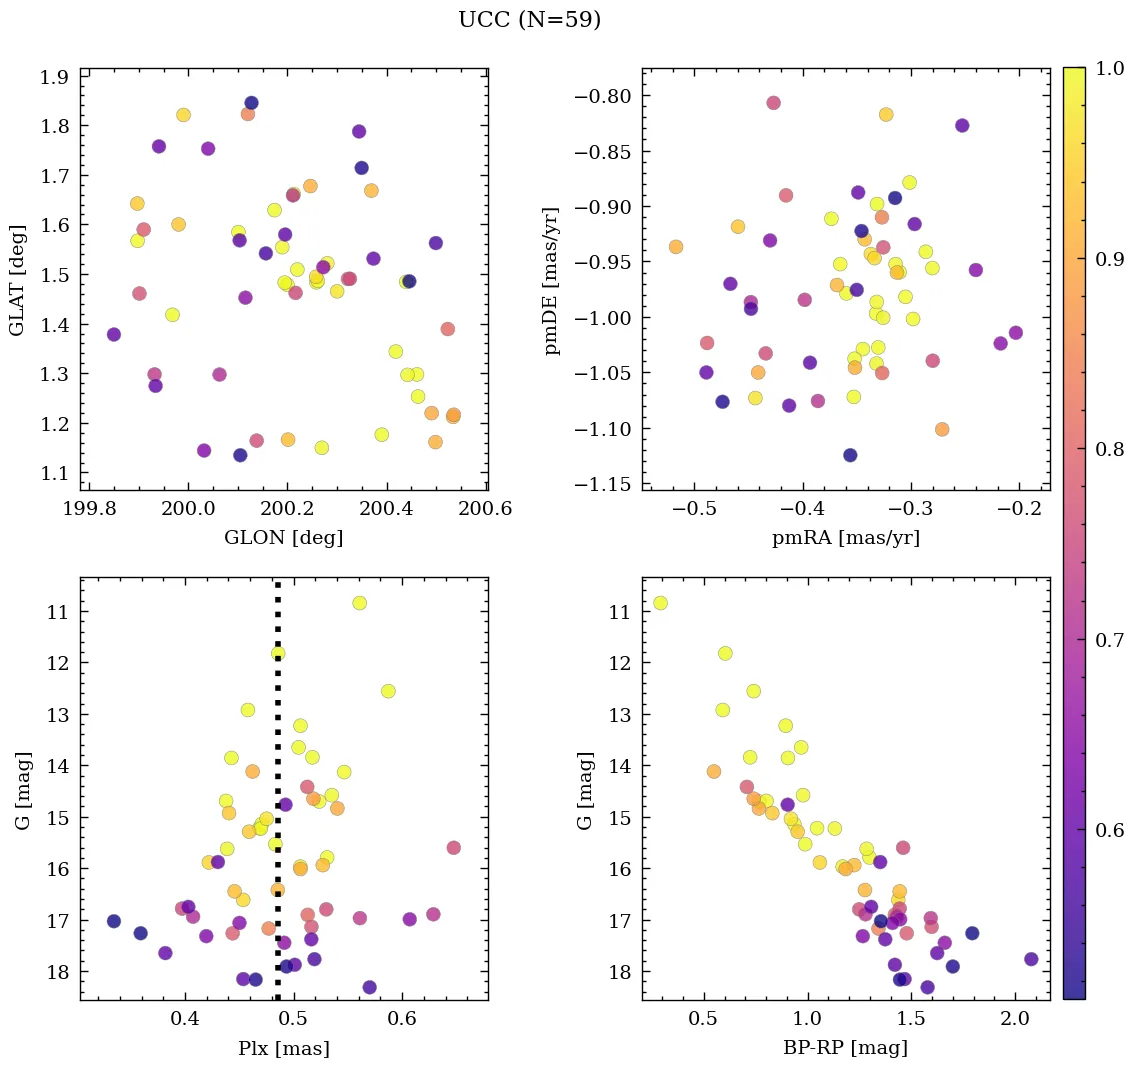 UCC (N=59)
1.9
1.8
1.7
1.6
1.5
1.4
1.3
1.2
1.1
GLAT [deg]
199.8 200.0 200.2 200.4 200.6
GLON [deg]
−0.80
−0.85
−0.90
−0.95
−1.00
−1.05
−1.10
−1.15
pmDE [mas/yr]
−0.5 −0.4 −0.3 −0.2
pmRA [mas/yr]
11
12
13
14
15
16
17
18
G [mag]
0.4 0.5 0.6
Plx [mas]
11
12
13
14
15
16
17
18
G [mag]
0.5 1.0 1.5 2.0
BP-RP [mag]
1.0
0.9
0.8
0.7
0.6